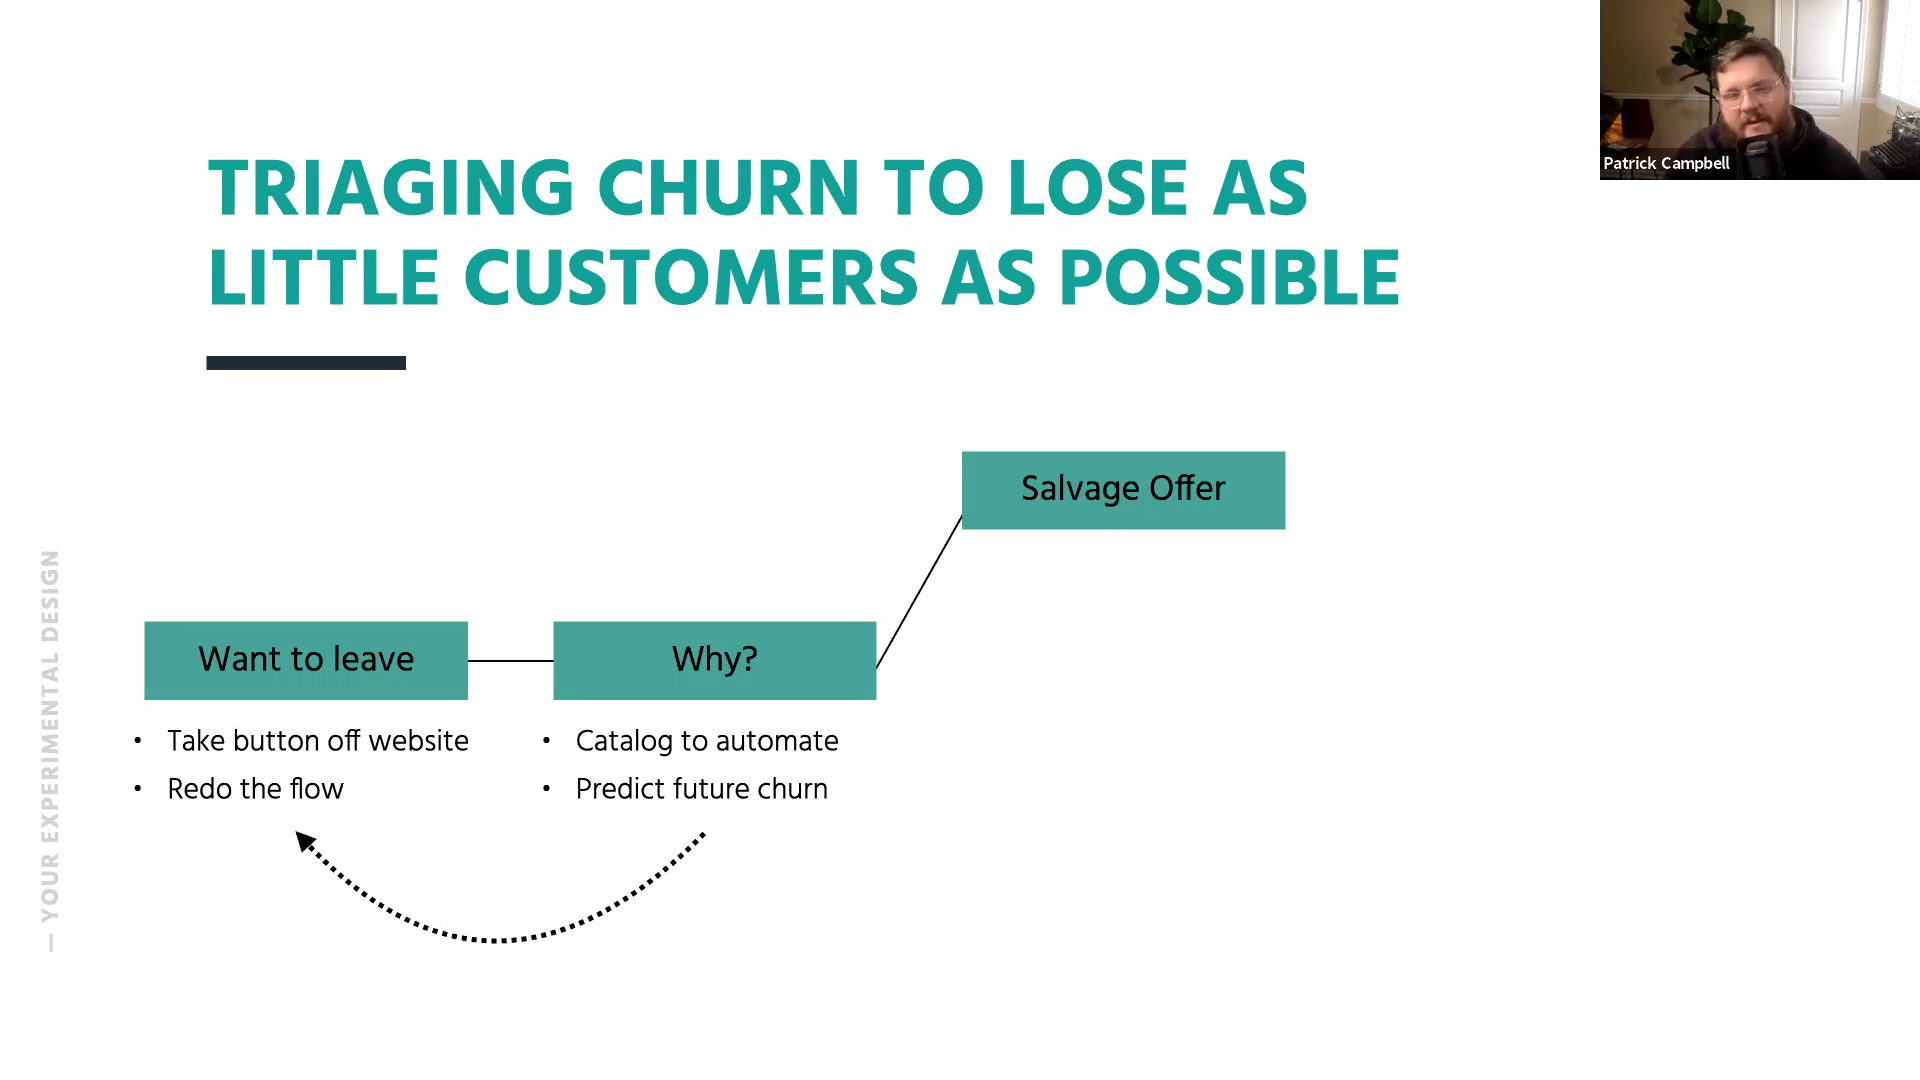 TRIAGING CHURN TO LOSE AS
LITTLE CUSTOMERS AS POSSIBLE
Patrick Campbell
Salvage Offer
Want to leave
Why?
• Take button off website
• Redo the flow
• Catalog to automate
• Predict future churn
— YOUR EXPERIMENTAL DESIGN